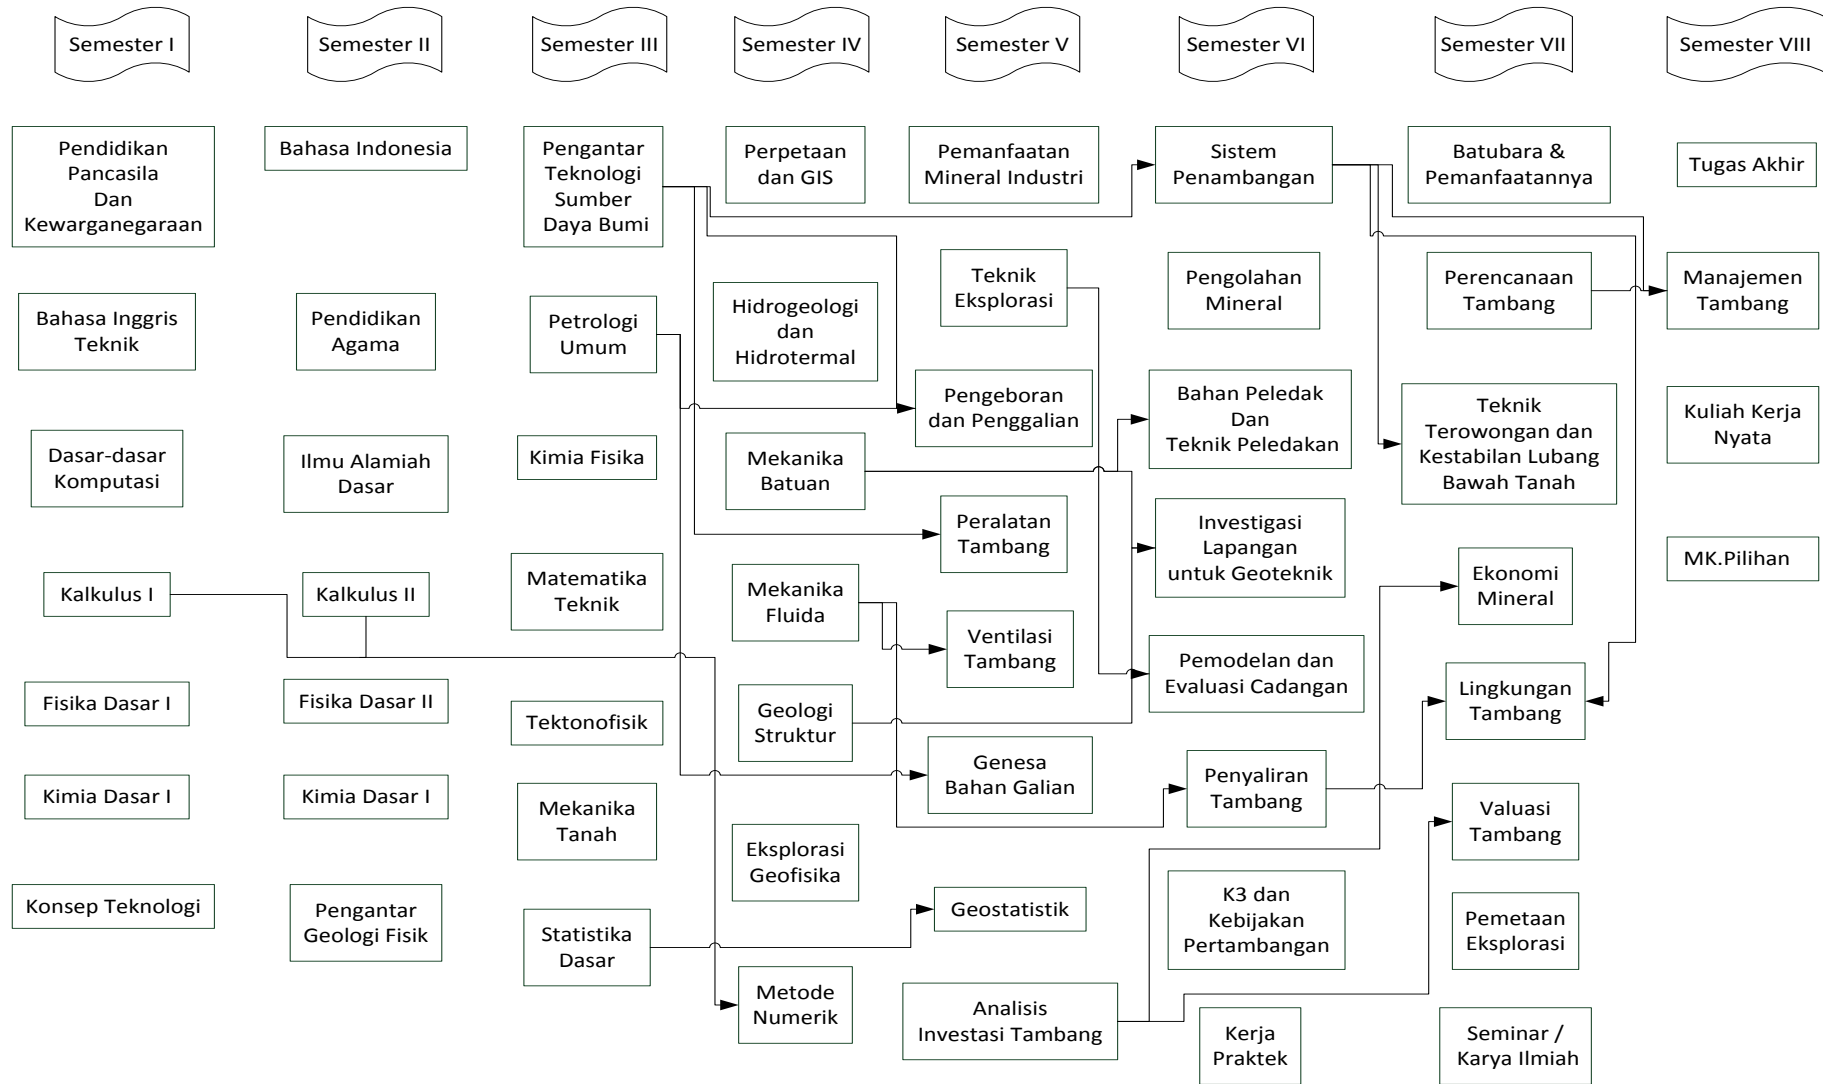 Semester I
Semester II
Semester III
Semester IV
Semester V
Semester VI
Semester VII
Semester VIII
Pendidikan
Pancasila
Dan
Kewarganegaraan
Bahasa Inggris
Teknik
Dasar-dasar
Komputasi
Kalkulus I
Fisika Dasar I
Kimia Dasar I
Konsep Teknologi
Bahasa Indonesia
Pendidikan
Agama
Ilmu Alamiah
Dasar
Kalkulus II
Fisika Dasar II
Kimia Dasar I
Pengantar
Geologi Fisik
Pengantar
Teknologi
Sumber
Daya Bumi
Petrologi
Umum
Kimia Fisika
Matematika
Teknik
Tektonofisik
Mekanika
Tanah
Statistika
Dasar
Perpetaan
dan GIS
Hidrogeologi
dan
Hidrotermal
Mekanika
Batuan
Mekanika
Fluida
Geologi
Struktur
Eksplorasi
Geofisika
Metode
Numerik
Pemanfaatan
Mineral Industri
Teknik
Eksplorasi
Pengeboran
dan Penggalian
Peralatan
Tambang
Ventilasi
Tambang
Genesa
Bahan Galian
Geostatistik
Analisis
Investasi Tambang
Sistem
Penambangan
Pengolahan
Mineral
Bahan Peledak
Dan
Teknik Peledakan
Investigasi
Lapangan
untuk Geoteknik
Pemodelan dan
Evaluasi Cadangan
Penyaliran
Tambang
K3 dan
Kebijakan
Pertambangan
Kerja
Praktek
Batubara &
Pemanfaatannya
Perencanaan
Tambang
Teknik
Terowongan dan
Kestabilan Lubang
Bawah Tanah
Ekonomi
Mineral
Lingkungan
Tambang
Valuasi
Tambang
Pemetaan
Eksplorasi
Seminar /
Karya Ilmiah
Tugas Akhir
Manajemen
Tambang
Kuliah Kerja
Nyata
MK.Pilihan